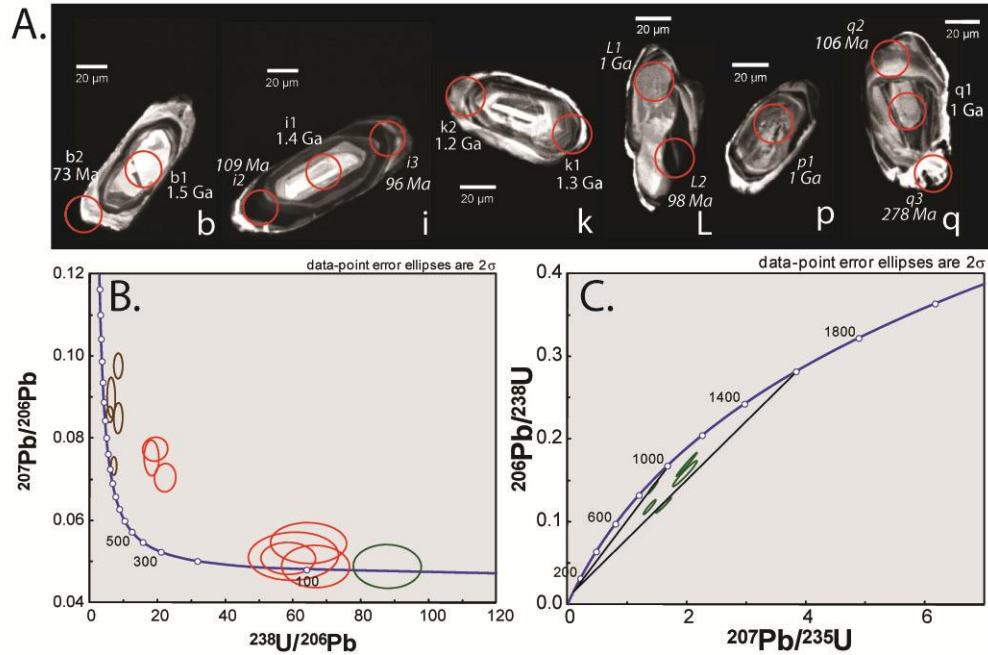 A.
20 µm
b2
73 Ma
b1
1.5 Ga
b
20 µm
i1
1.4 Ga
109 Ma
i2
i3
96 Ma
i
k2
1.2 Ga
k1
1.3 Ga
20 µm
k
20 µm
L1
1 Ga
L2
98 Ma
L
20 µm
p1
1 Ga
p
q2
106 Ma
20 µm
q1
1 Ga
q3
278 Ma
q
data-point error ellipses are 2σ
B.
0.12
0.10
0.08
0.06
0.04
207Pb/206Pb
500
300
100
0 20 40 60 80 100 120
238U/206Pb
data-point error ellipses are 2σ
C.
0.4
0.3
0.2
0.1
0.0
206Pb/238U
1800
1400
1000
600
200
0 2 4 6
207Pb/235U